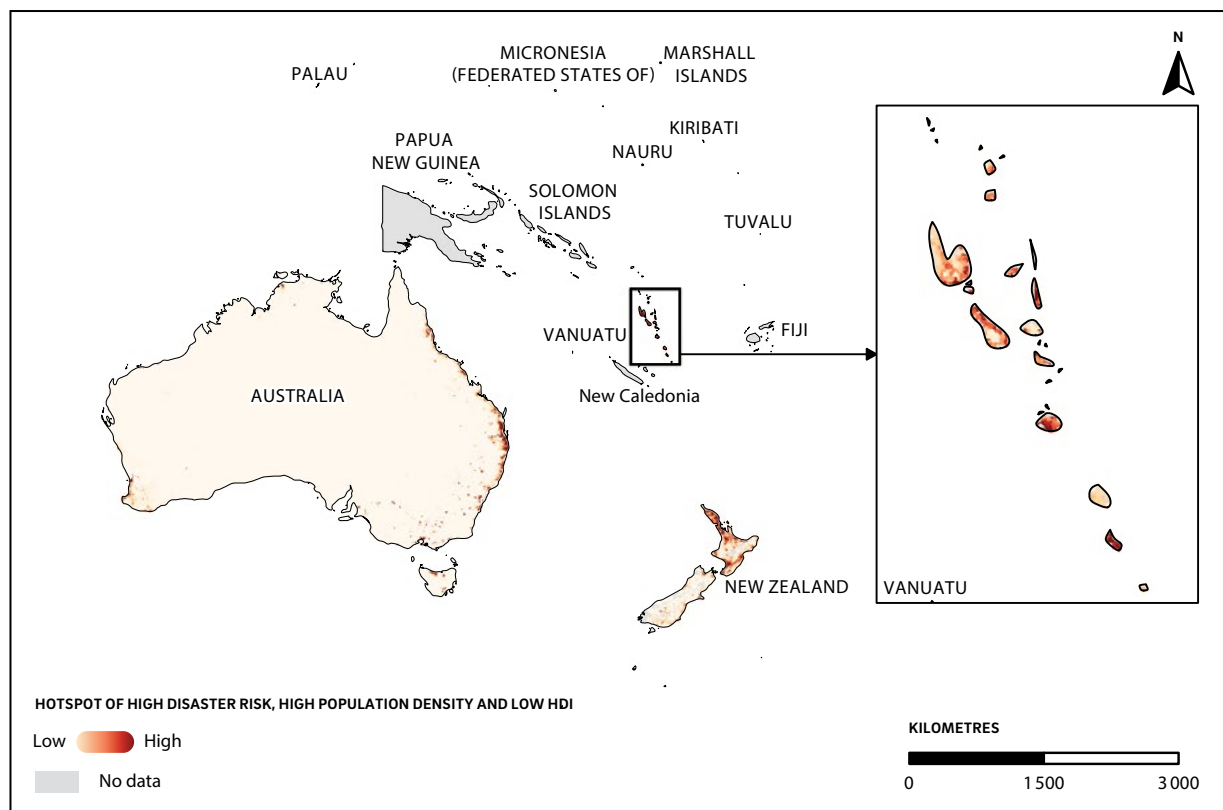 N
MICRONESIA
(FEDERATED STATES OF)
MARSHALL
ISLANDS
PALAU
KIRIBATI
PAPUA
NEW GUINEA
NAURU
SOLOMON
ISLANDS
TUVALU
VANUATU
FIJI
New Caledonia
AUSTRALIA
NEW ZEALAND
VANUATU
HOTSPOT OF HIGH DISASTER RISK, HIGH POPULATION DENSITY AND LOW HDI
Low High
No data
KILOMETRES
0 1 500 3 000